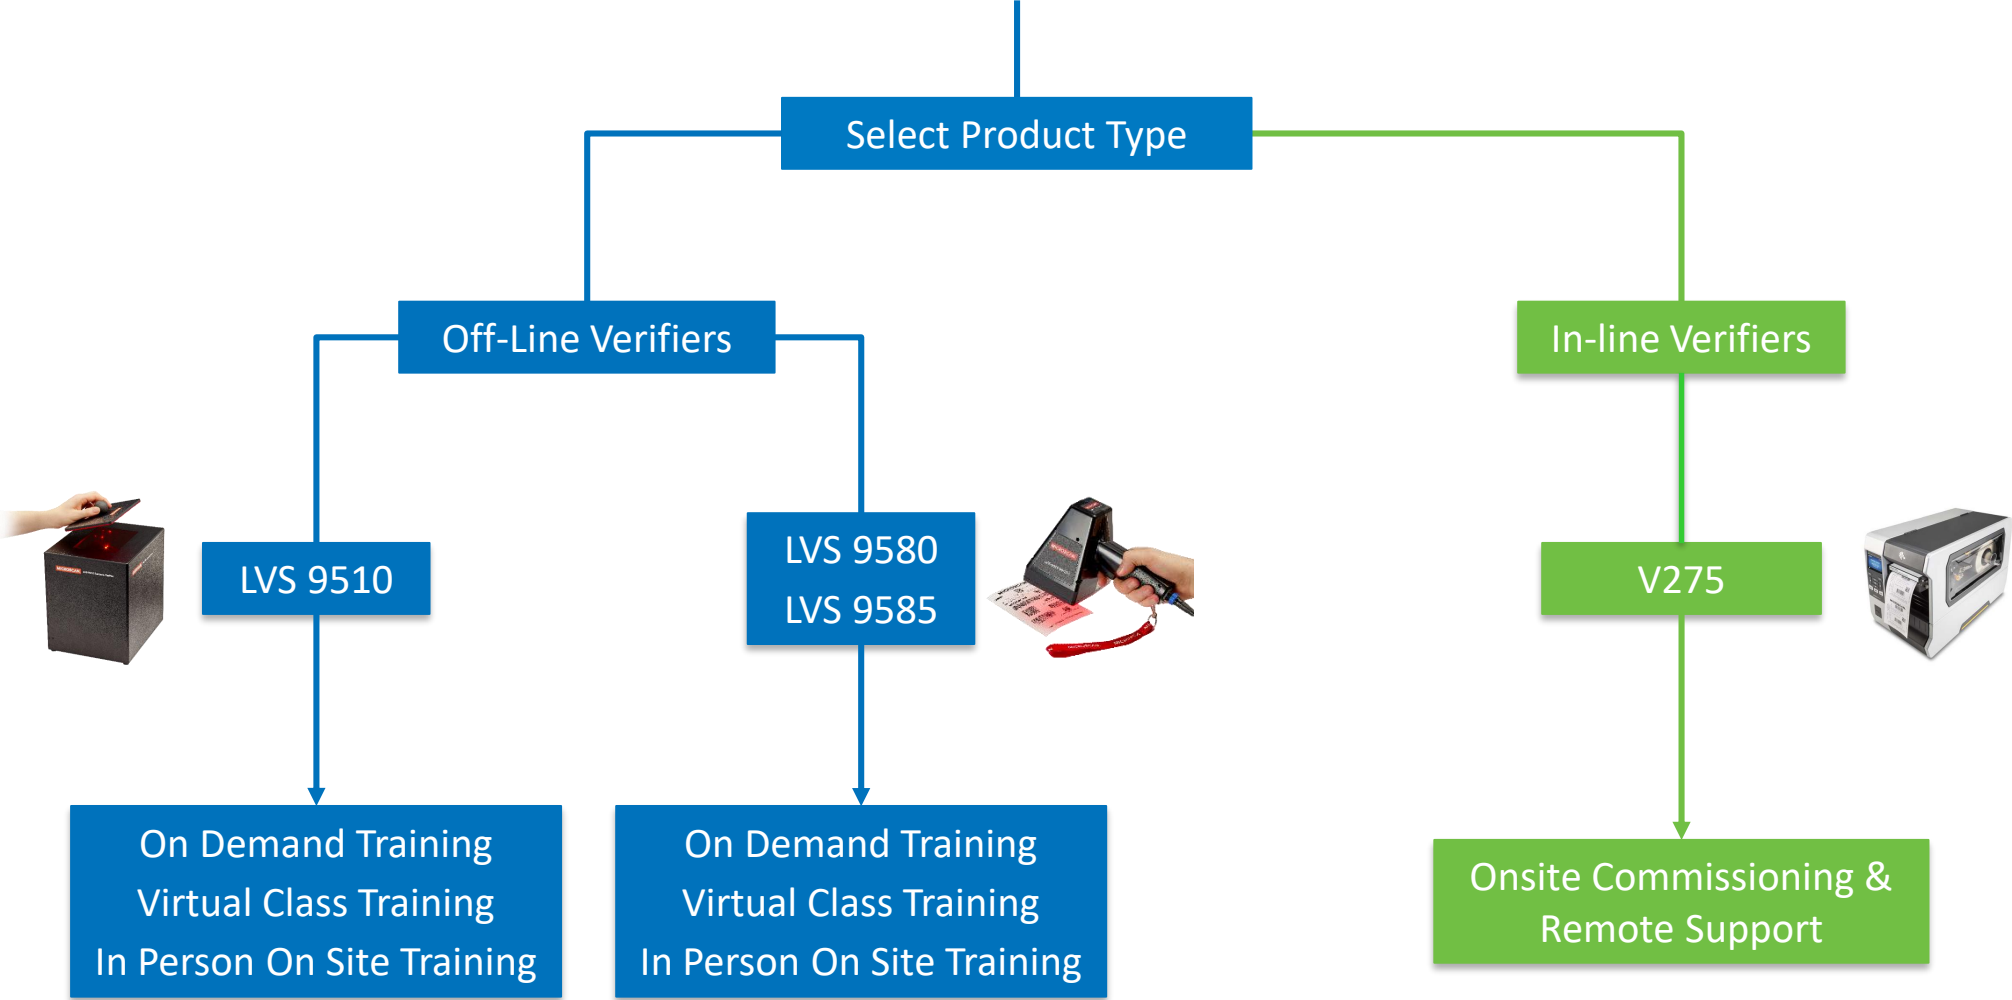 Select Product Type
Off-Line Verifiers
In-line Verifiers
LVS 9510
LVS 9580
LVS 9585
V275
MICROSCAN
On Demand Training
Virtual Class Training
In Person On Site Training
On Demand Training
Virtual Class Training
In Person On Site Training
Onsite Commissioning &
Remote Support